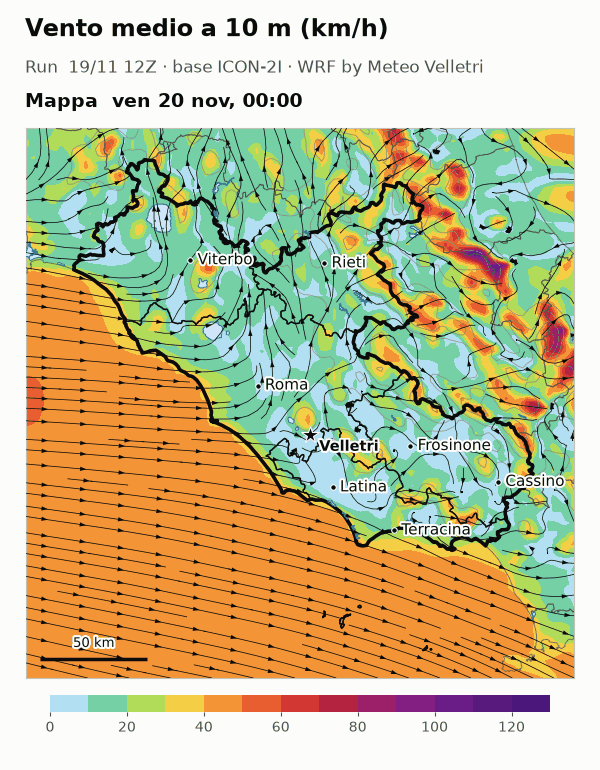 Vento medio a 10 m (km/h)
Run  19/11 12Z · base ICON-2I · WRF by Meteo Velletri
Mappa  ven 20 nov, 00:00
Viterbo
Rieti
Roma
Velletri
Frosinone
Cassino
Latina
Terracina
50 km
0 20 40 60 80 100 120